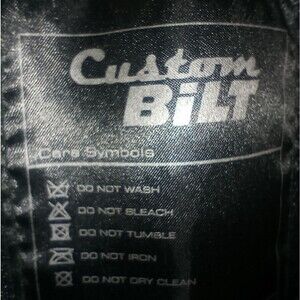 Custom
BiLT
Care Symbols
DO NOT WASH
DO NOT BLEACH
DO NOT TUMBLE
DO NOT IRON
DO NOT DRY CLEAN